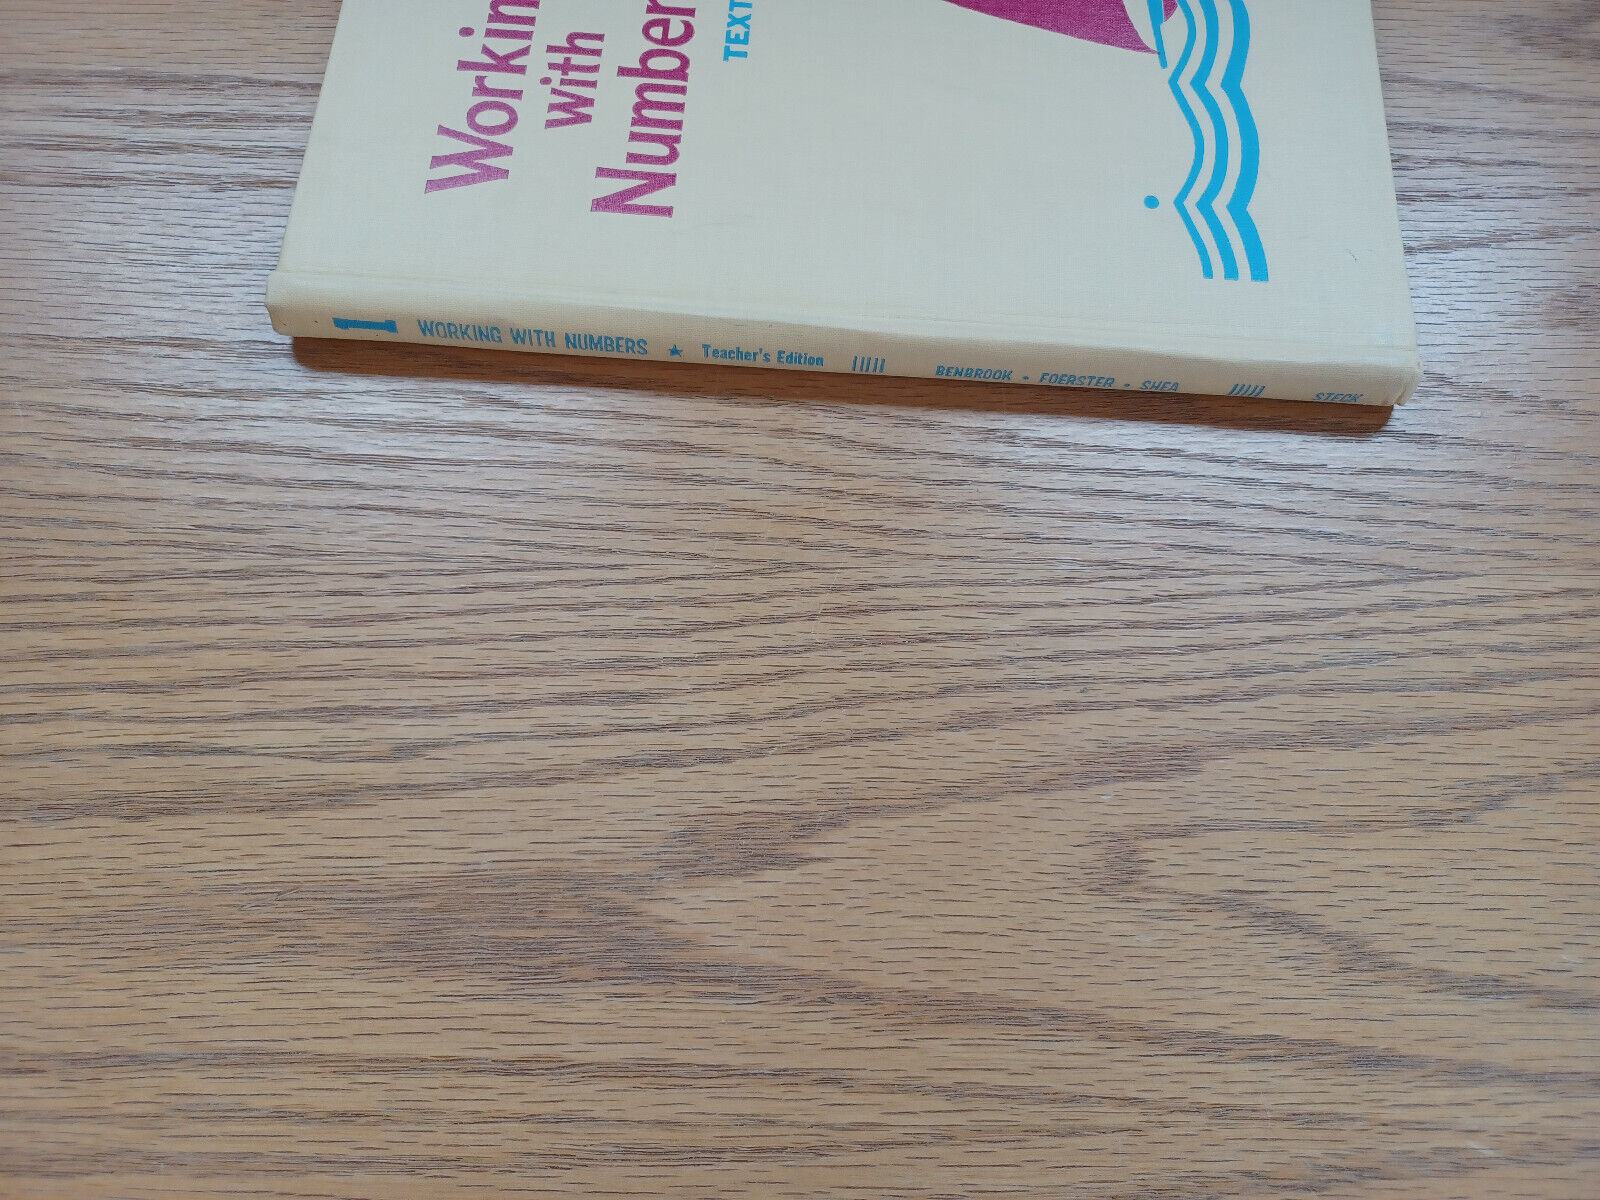 Workin
with
Number
TEXT
1 WORKING WITH NUMBERS ★ Teacher's Edition BENBROOK • FOERSTER • SHEA STECK